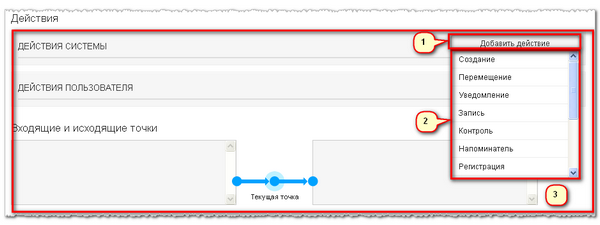 Действия
1
Добавить действие
ДЕЙСТВИЯ СИСТЕМЫ
Создание
Перемещение
ДЕЙСТВИЯ ПОЛЬЗОВАТЕЛЯ
Уведомление
Запись
2
Входящие и исходящие точки
Контроль
Напоминатель
Регистрация
Текущая точка
3